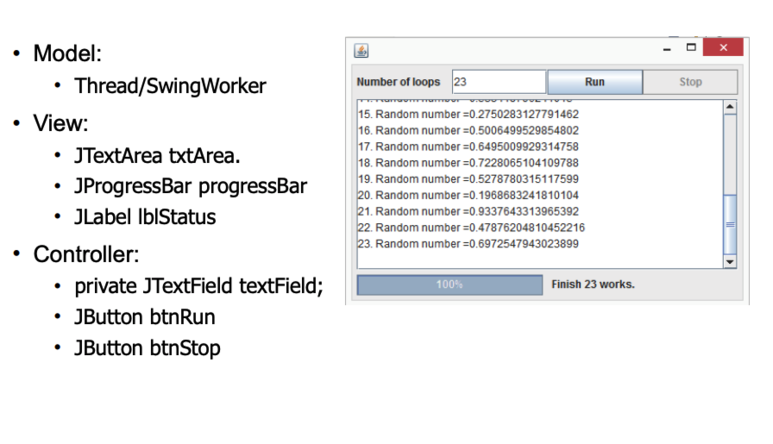 • Model:
• Thread/SwingWorker
• View:
• JTextArea txtArea.
• JProgressBar progressBar
• JLabel lblStatus
• Controller:
• private JTextField textField;
• JButton btnRun
• JButton btnStop
Number of loops 23 Run Stop
15. Random number =0.2750283127791462
16. Random number =0.5006499529854802
17. Random number =0.6495009929314758
18. Random number =0.7228065104109788
19. Random number =0.5278780315117599
20. Random number =0.1968683241810104
21. Random number =0.9337643313965392
22. Random number =0.47876204810452216
23. Random number =0.6972547943023899
100% Finish 23 works.